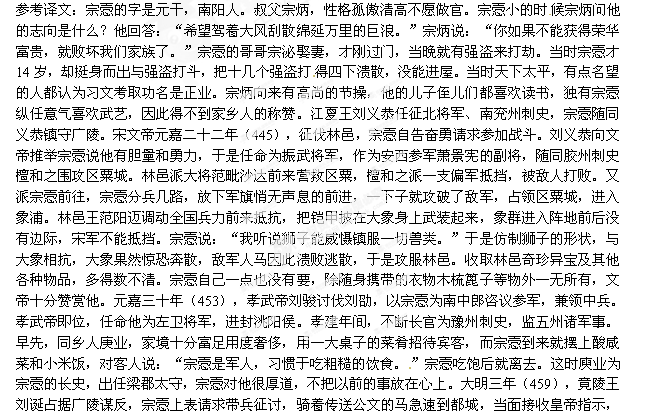 参考译文：宗悫的字是元干，南阳人。叔父宗炳，性格孤傲清高不愿做官。宗悫小的时候宗炳问他
的志向是什么？他回答：“希望驾着大风刮散绵延万里的巨浪。”宗炳说：“你如果不能获得荣华
富贵，就败坏我们家族了。”宗悫的哥哥宗泌娶妻，才刚过门，当晚就有强盗来打劫。当时宗悫才
14 岁，却挺身而出与强盗打斗，把十几个强盗打得四下溃散，没能进屋。当时天下太平，有点名望
的人都认为习文考取功名是正业。宗炳向来有高尚的节操，他的儿子侄儿们都喜欢读书，独有宗悫
纵任意气喜欢武艺，因此得不到家乡人的称赞。江夏王刘义恭任征北将军、南兖州刺史，宗悫随同
义恭镇守广陵。宋文帝元嘉二十二年（445），征伐林邑，宗悫自告奋勇请求参加战斗。刘义恭向文
帝推举宗悫说他有胆量和勇力，于是任命为振武将军，作为安西参军萧景宪的副将，随同胶州刺史
檀和之围攻区粟城。林邑派大将范毗沙达前来营救区粟，檀和之派一支偏军抵挡，被敌人打败。又
派宗悫前往，宗悫分兵几路，放下军旗悄无声息的前进，一下子就攻破了敌军，占领区粟城，进入
象浦。林邑王范阳迈调动全国兵力前来抵抗，把铠甲披在大象身上武装起来，象群进入阵地前后没
有边际，宋军不能抵挡。宗悫说：“我听说狮子能威慑镇服一切兽类。”于是仿制狮子的形状，与
大象相抗，大象果然惊恐奔散，敌军人马因此溃败逃散，于是攻服林邑。收取林邑奇珍异宝及其他
各种物品，多得数不清。宗悫自己一点也没有要，除随身携带的衣物木梳篦子等物外一无所有，文
帝十分赞赏他。元嘉三十年（453），孝武帝刘骏讨伐刘劭，以宗悫为南中郎咨议参军，兼领中兵。
孝武帝即位，任命他为左卫将军，进封洮阳侯。孝建年间，不断长官为豫州刺史，监五州诸军事。
早先，同乡人庾业，家境十分富足用度奢侈，用一大桌子的菜肴招待宾客，而宗悫到来就摆上酸咸
菜和小米饭，对客人说：“宗悫是军人，习惯于吃粗糙的饮食。.”宗悫吃饱后就离去。这时庾业为
宗悫的长史，出任梁郡太守，宗悫对他很厚道，不把以前的事放在心上。大明三年（459），竟陵王
刘诞占据广陵谋反，宗悫上表请求带兵征讨，骑着传送公文的马急速到都城，当面接收皇帝指示，